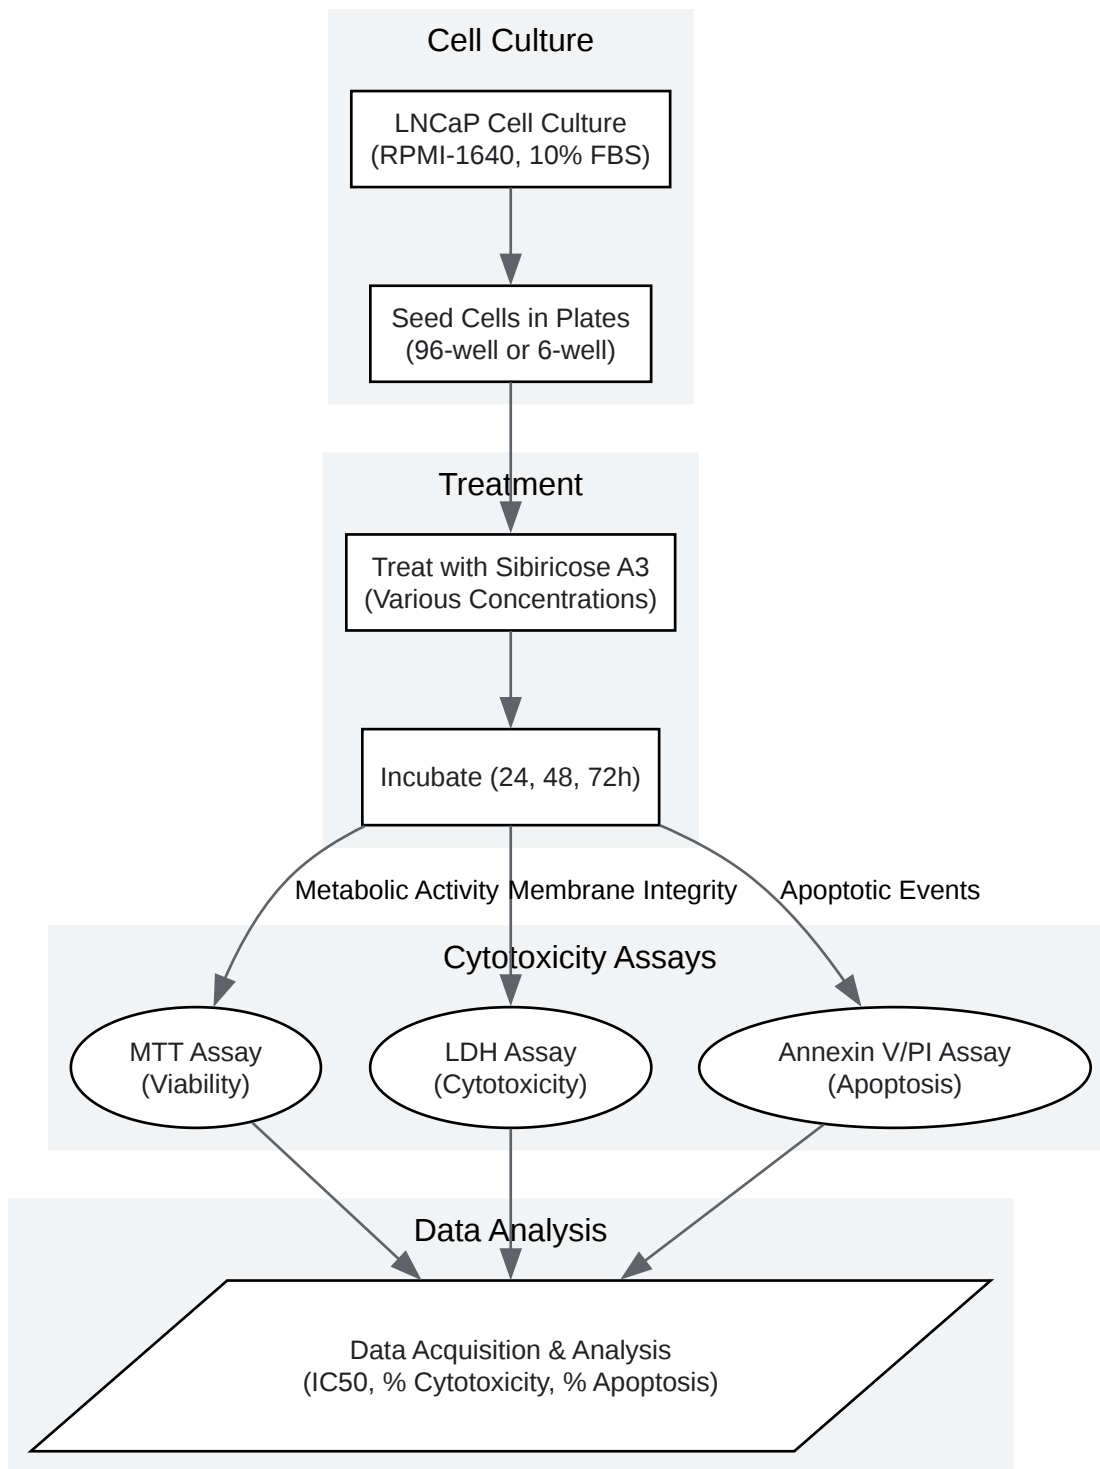 Cell Culture
LNCaP Cell Culture
(RPMI-1640, 10% FBS)
Seed Cells in Plates
(96-well or 6-well)
Treatment
Treat with Sibiricose A3
(Various Concentrations)
Incubate (24, 48, 72h)
Metabolic Activity
Membrane Integrity
Apoptotic Events
Cytotoxicity Assays
MTT Assay
(Viability)
LDH Assay
(Cytotoxicity)
Annexin V/PI Assay
(Apoptosis)
Data Analysis
Data Acquisition & Analysis
(IC50, % Cytotoxicity, % Apoptosis)